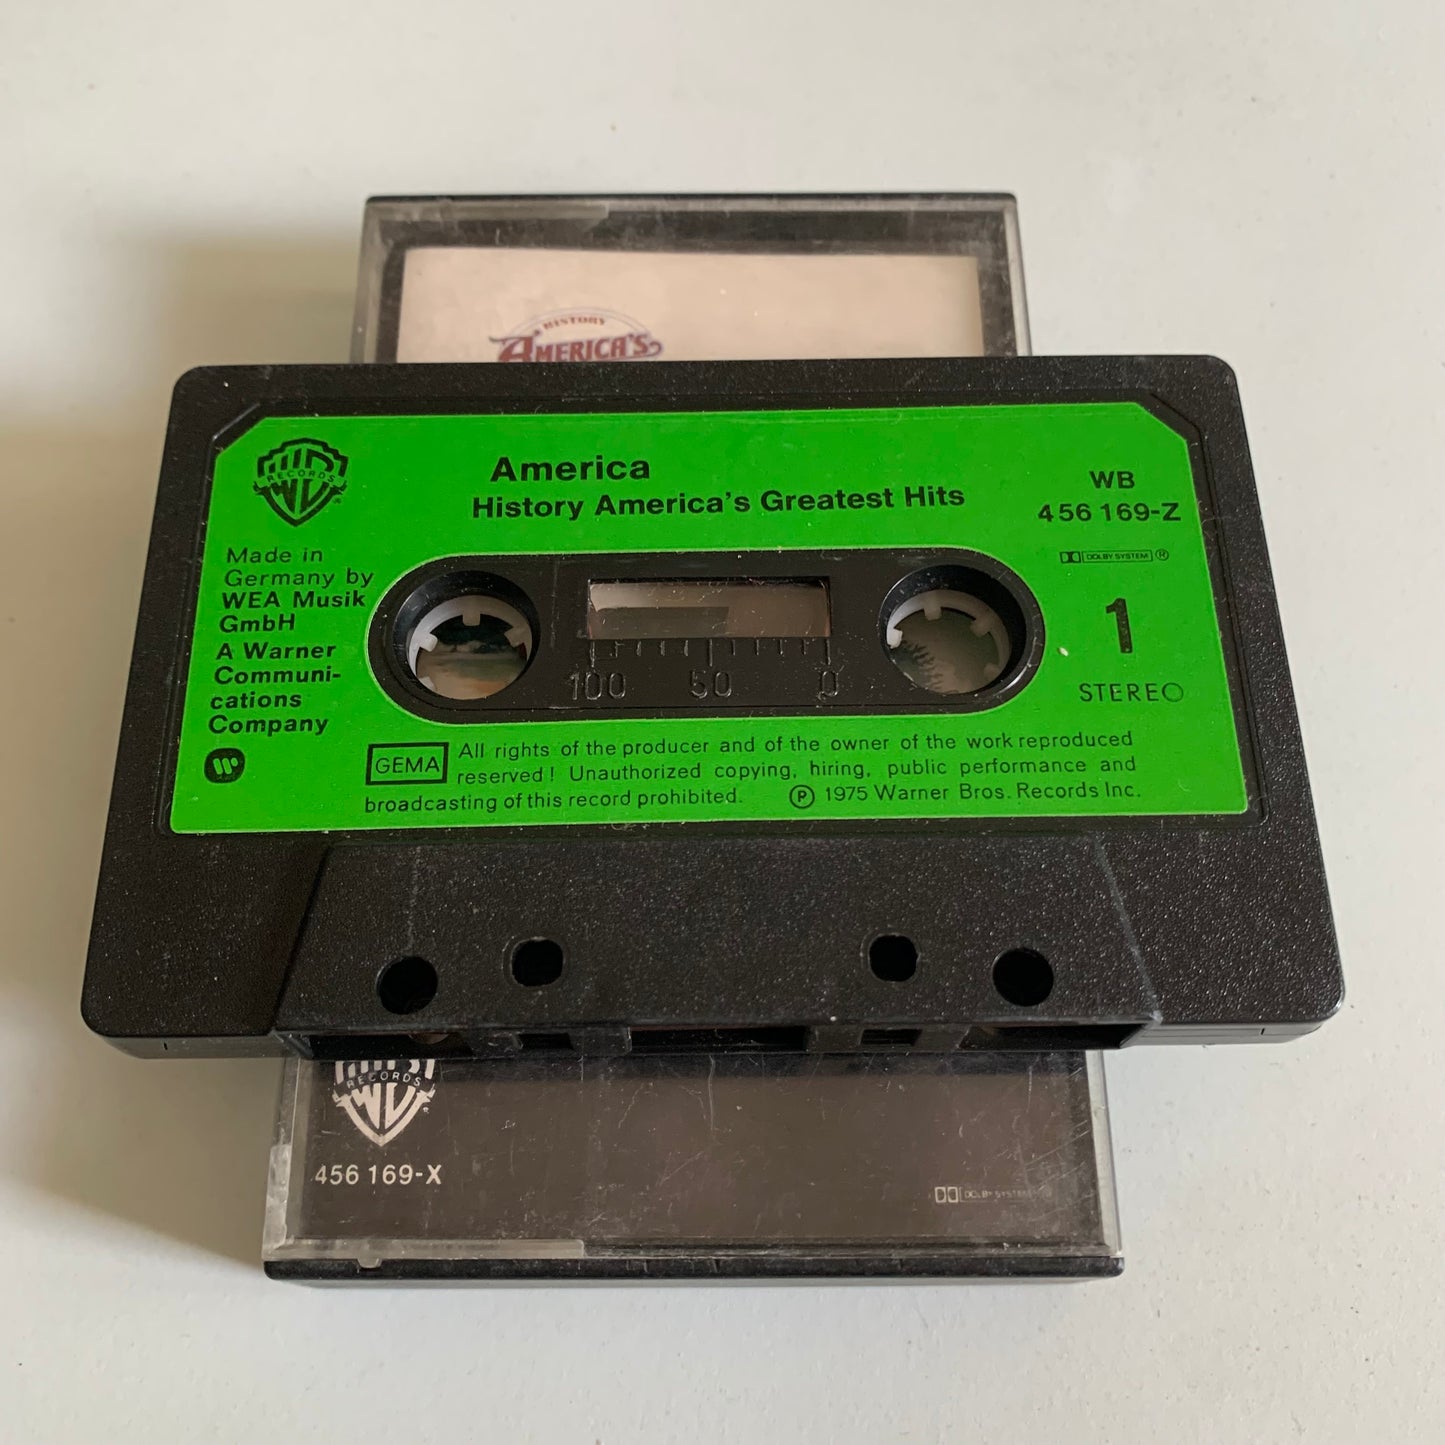 HISTORY
AMERICA'S
RECORDS
America
History America's Greatest Hits
WB
456 169-Z
DOLBY SYSTEM ®
Made in
Germany by
WEA Musik
GmbH
A Warner
Communi-
cations
Company
1
STEREO
100 50 0
GEMA
All rights of the producer and of the owner of the work reproduced
reserved! Unauthorized copying, hiring, public performance and
broadcasting of this record prohibited. Ⓟ 1975 Warner Bros. Records Inc.
RECORDS
456 169-X
DOLBY SYSTEM